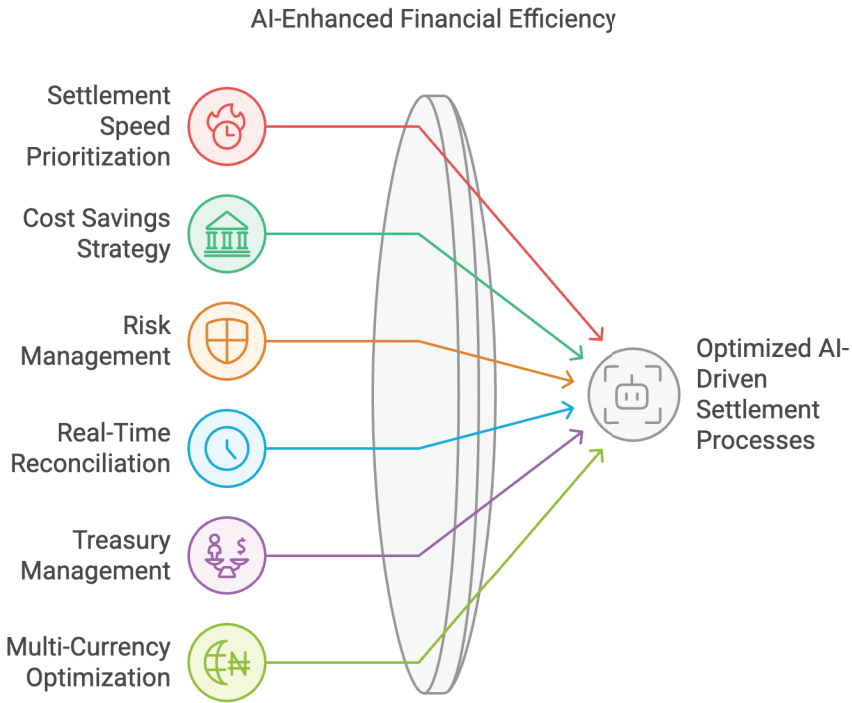 AI-Enhanced Financial Efficiency
Settlement
Speed
Prioritization
Cost Savings
Strategy
Risk
Management
Real-Time
Reconciliation
Treasury
Management
Multi-Currency
Optimization
Optimized AI-
Driven
Settlement
Processes